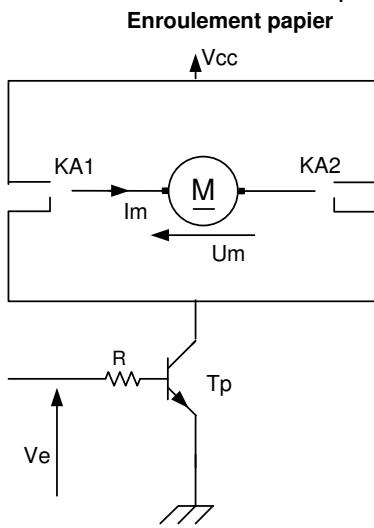 Enroulement papier
Vcc
KA1
M
KA2
Im
Um
R
Tp
Ve